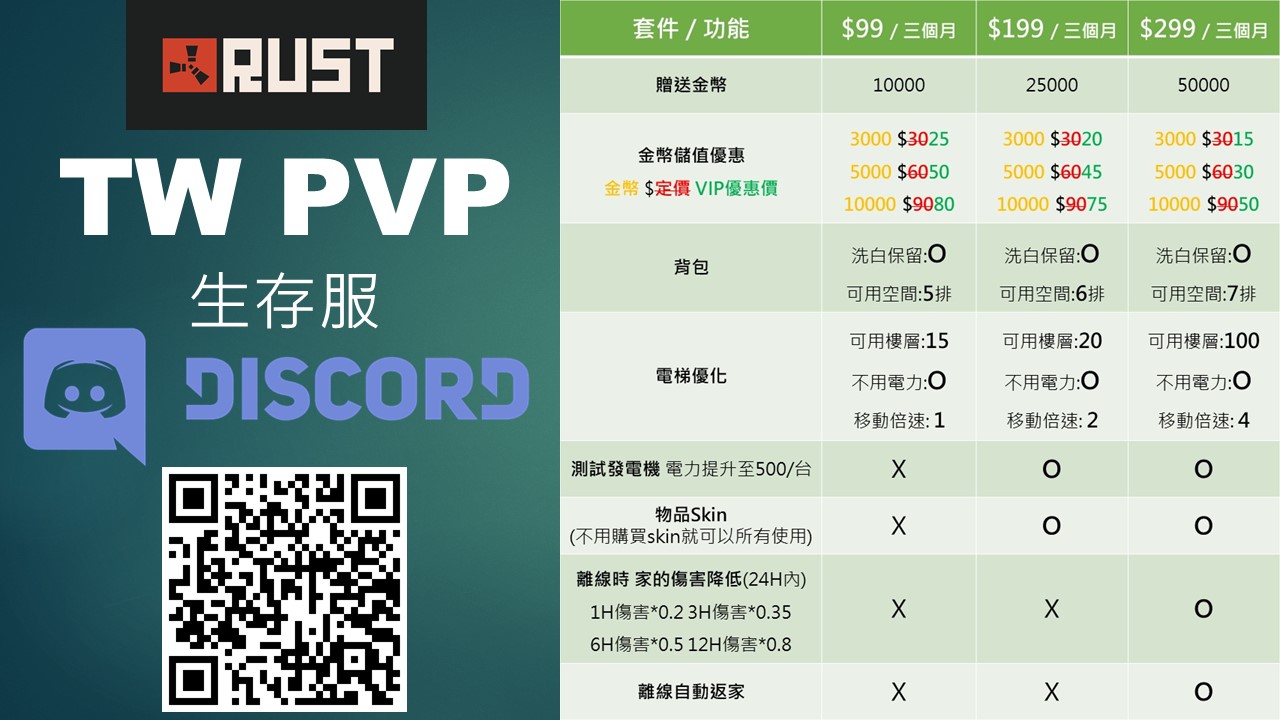 RUST
TW PVP
生存服
DISCORD
套件 / 功能 $99 / 三個月 $199 / 三個月 $299 / 三個月
贈送金幣 10000 25000 50000
金幣儲值優惠
金幣 $定價 VIP優惠價
3000 $3025 3000 $3020 3000 $3015
5000 $6050 5000 $6045 5000 $6030
10000 $9080 10000 $9075 10000 $9050
背包
洗白保留:O 洗白保留:O 洗白保留:O
可用空間:5排 可用空間:6排 可用空間:7排
電梯優化
可用樓層:15 可用樓層:20 可用樓層:100
不用電力:O 不用電力:O 不用電力:O
移動倍速: 1 移動倍速: 2 移動倍速: 4
測試發電機 電力提升至500/台 X O O
物品Skin
(不用購買skin就可以所有使用) X O O
離線時 家的傷害降低(24H內)
1H傷害*0.2 3H傷害*0.35 X X O
6H傷害*0.5 12H傷害*0.8
離線自動返家 X X O